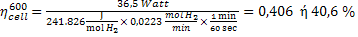 η_cell^600 = 36,5 Watt / (241.826 J/mol H₂ × 0,0223 mol H₂/min × 1 min/60 sec) = 0,406 ή 40,6 %